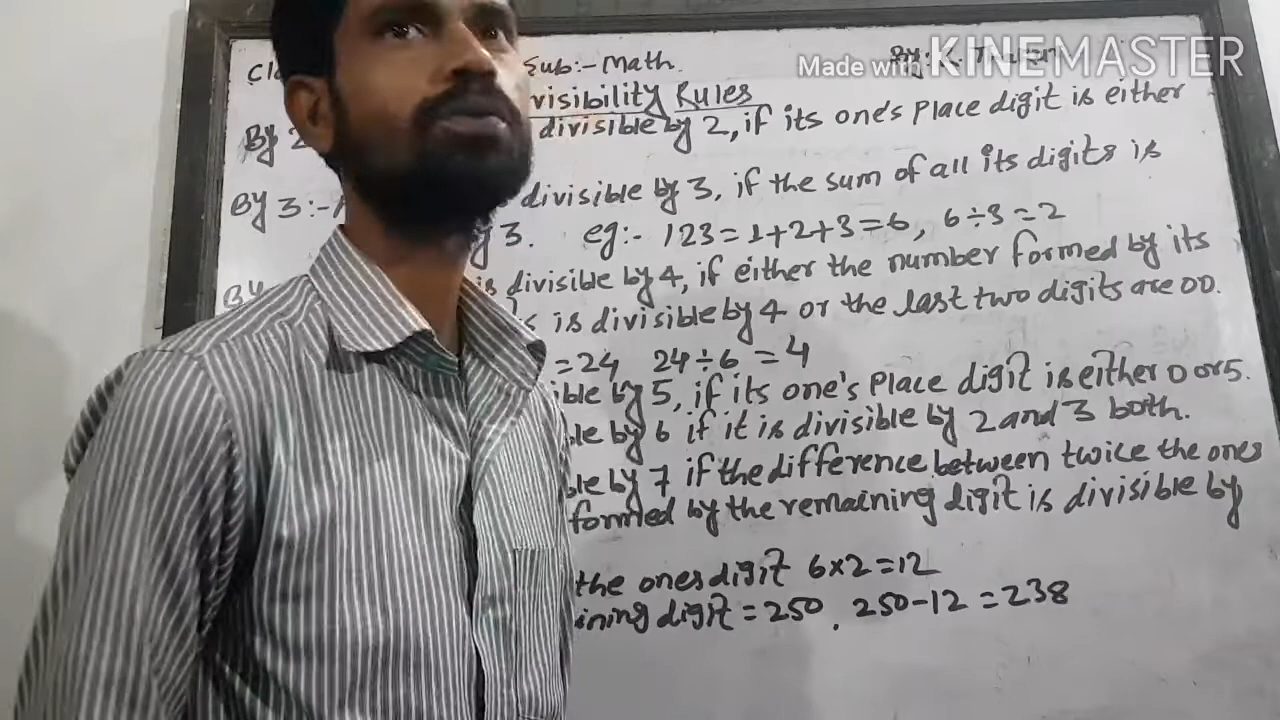 Sub:- Math. By:-
Made with KINEMASTER
visibility Rules
By 2 divisible by 2, if its one's place digit is either
By 3:- divisible by 3, if the sum of all its digits is
3. eg:- 123=1+2+3=6, 6÷3=2
By is divisible by 4, if either the number formed by its
is divisible by 4 or the last two digits are 00.
=24 24÷6 =4
ible by 5, if its one's place digit is either 0 or 5.
ble by 6 if it is divisible by 2 and 3 both.
ble by 7 if the difference between twice the ones
formed by the remaining digit is divisible by
the ones digit 6x2=12
ining digit = 250, 250-12 =238